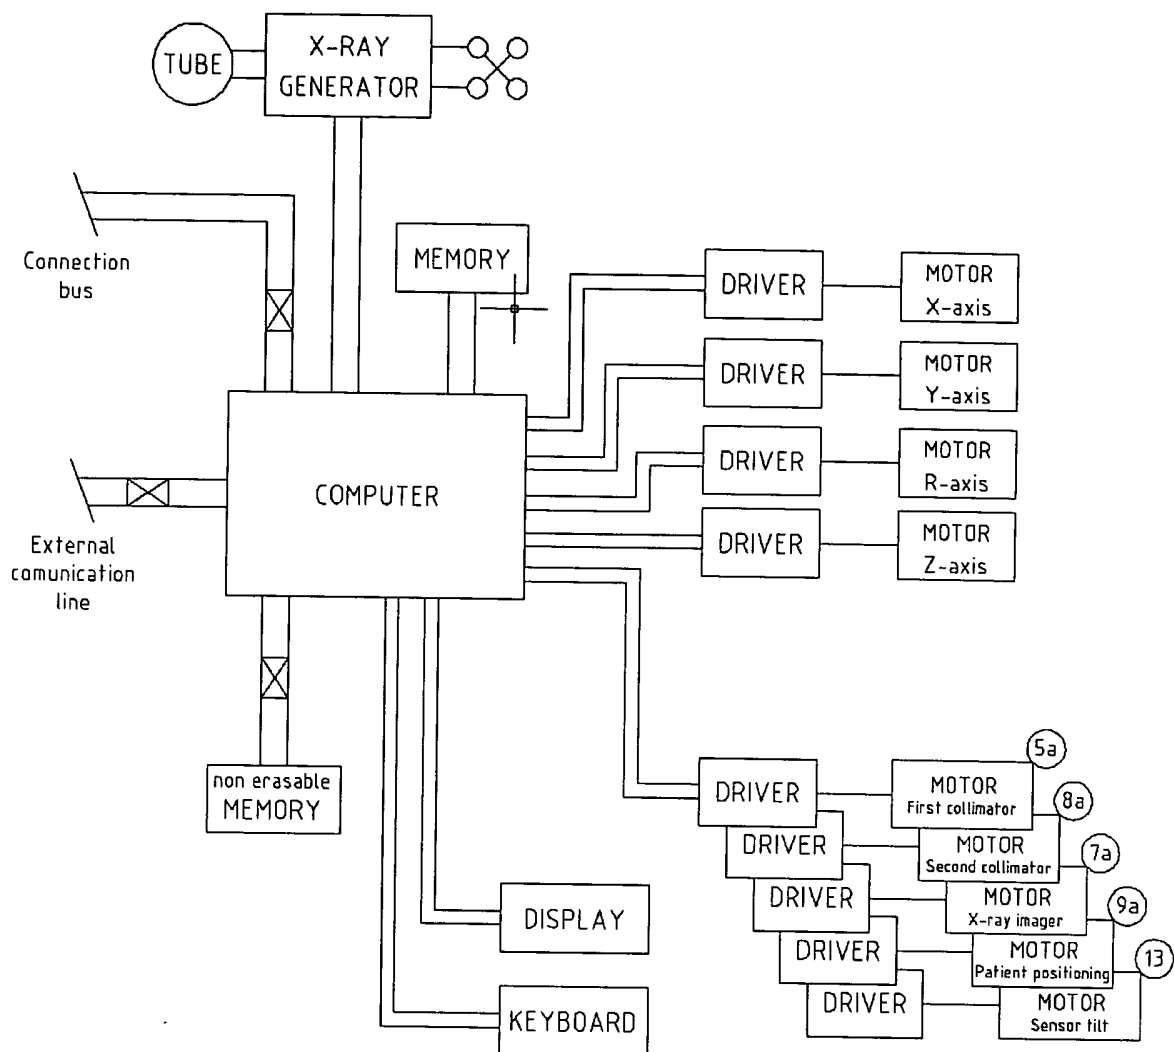 TUBE
X-RAY
GENERATOR
Connection
bus
MEMORY
DRIVER
MOTOR
X-axis
DRIVER
MOTOR
Y-axis
DRIVER
MOTOR
R-axis
DRIVER
MOTOR
Z-axis
COMPUTER
External
comunication
line
non erasable
MEMORY
5a
DRIVER
MOTOR
First collimator
8a
DRIVER
MOTOR
Second collimator
7a
DRIVER
MOTOR
X-ray imager
9a
DRIVER
MOTOR
Patient positioning
13
DRIVER
MOTOR
Sensor tilt
DISPLAY
KEYBOARD